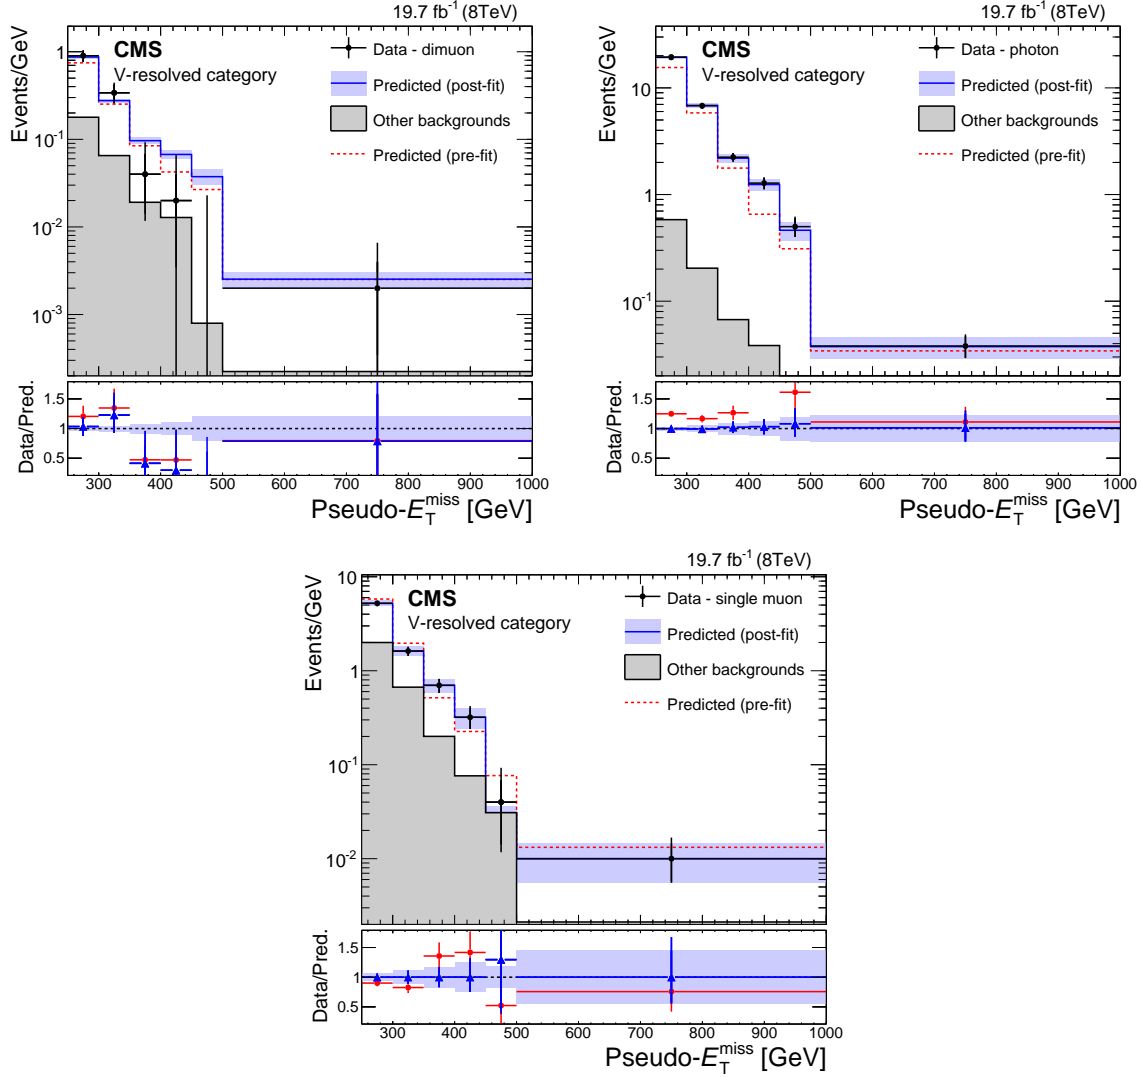 19.7 fb⁻¹ (8TeV)
CMS
V-resolved category
Data - dimuon
Predicted (post-fit)
Other backgrounds
Predicted (pre-fit)
Events/GeV
1
10⁻¹
10⁻²
10⁻³
Data/Pred.
1.5
1
0.5
300 400 500 600 700 800 900 1000
Pseudo-E_T^miss [GeV]
19.7 fb⁻¹ (8TeV)
CMS
V-resolved category
Data - photon
Predicted (post-fit)
Other backgrounds
Predicted (pre-fit)
Events/GeV
10
1
10⁻¹
Data/Pred.
1.5
1
0.5
300 400 500 600 700 800 900 1000
Pseudo-E_T^miss [GeV]
19.7 fb⁻¹ (8TeV)
CMS
V-resolved category
Data - single muon
Predicted (post-fit)
Other backgrounds
Predicted (pre-fit)
Events/GeV
10
1
10⁻¹
10⁻²
Data/Pred.
1.5
1
0.5
300 400 500 600 700 800 900 1000
Pseudo-E_T^miss [GeV]